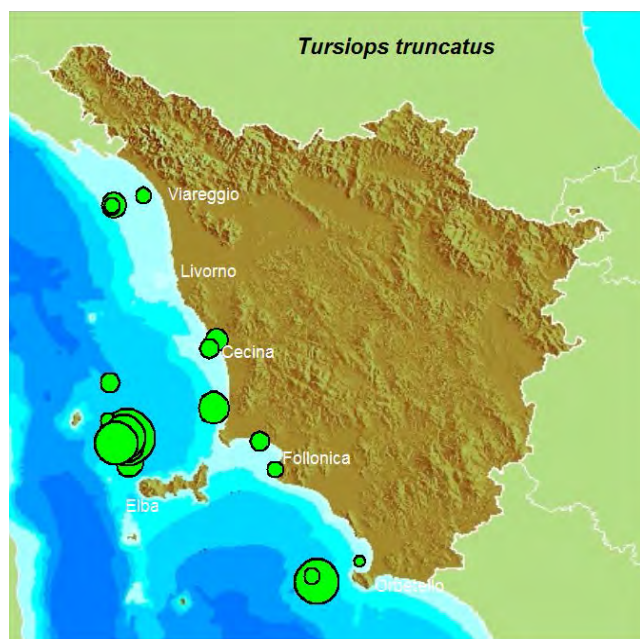 Tursiops truncatus
Viareggio
Livorno
Cecina
Follonica
Elba
Orbetello